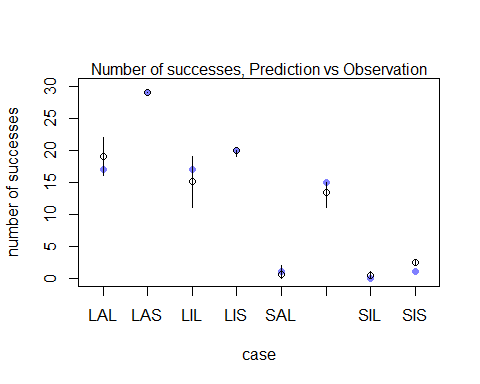 Number of successes, Prediction vs Observation
number of successes
30
25
20
15
10
5
0
LAL LAS LIL LIS SAL SIL SIS
case